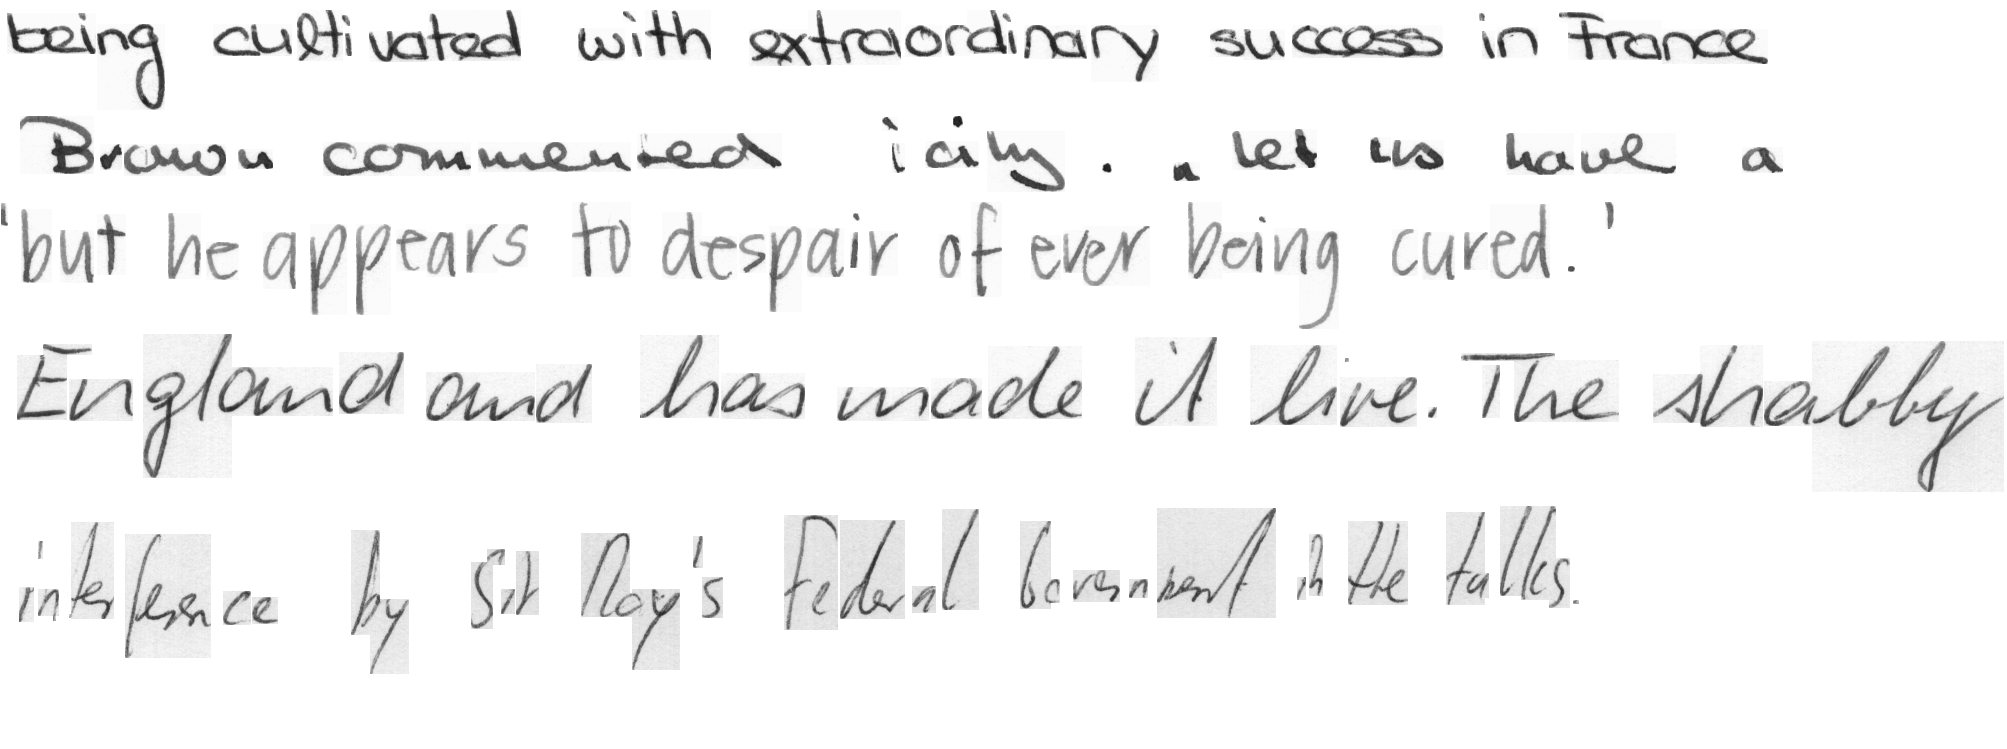 being cultivated with extraordinary success in France
Brown commented icily. "let us have a
'but he appears to despair of ever being cured.'
England and has made it live. The shabby
interference by Sir Roy's Federal Government in the talks.